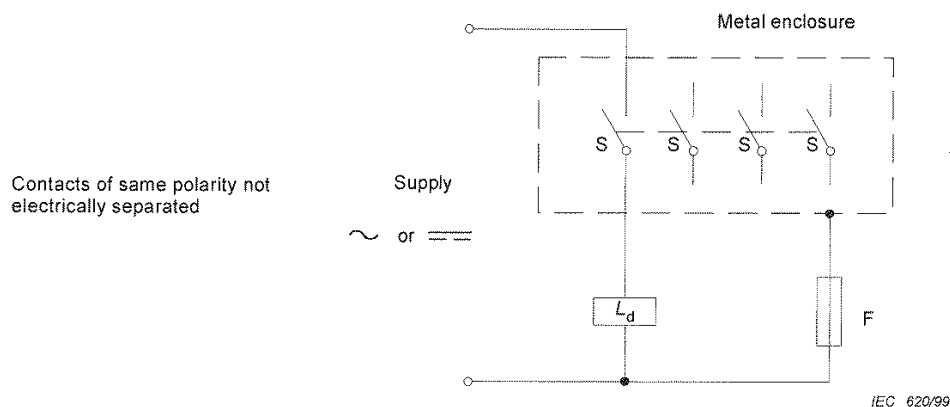 Metal enclosure
S S S S
Contacts of same polarity not
electrically separated
Supply
~ or ⎓
L_d
F
IEC 620/99